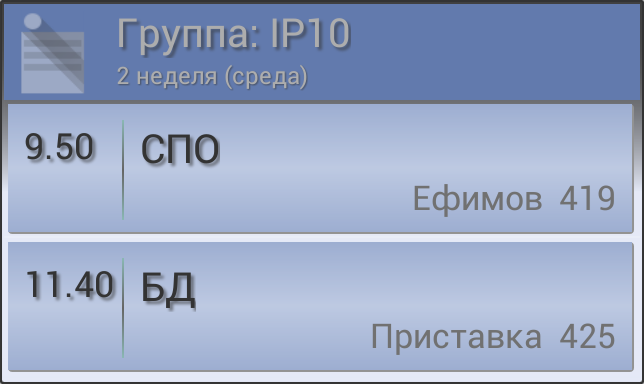 Группа: IP10
2 неделя (среда)
9.50 СПО
Ефимов 419
11.40 БД
Приставка 425